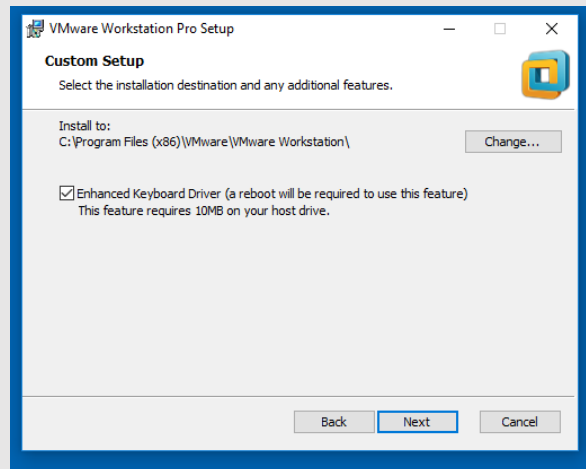 VMware Workstation Pro Setup
Custom Setup
Select the installation destination and any additional features.
Install to:
C:\Program Files (x86)\VMware\VMware Workstation\
Change...
Enhanced Keyboard Driver (a reboot will be required to use this feature)
This feature requires 10MB on your host drive.
Back Next Cancel